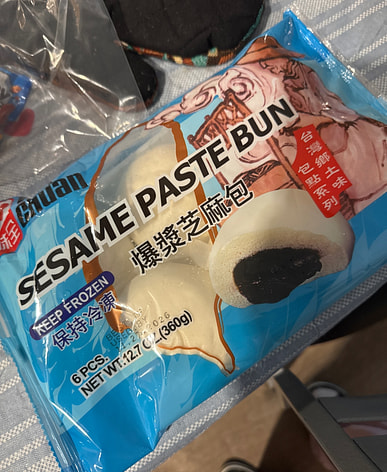 Chuan
SESAME PASTE BUN
爆漿芝麻包
台灣鄉土味
包點系列
KEEP FROZEN
保持冷凍
6 PCS.
NET WT:12.7 OZ.(360g)